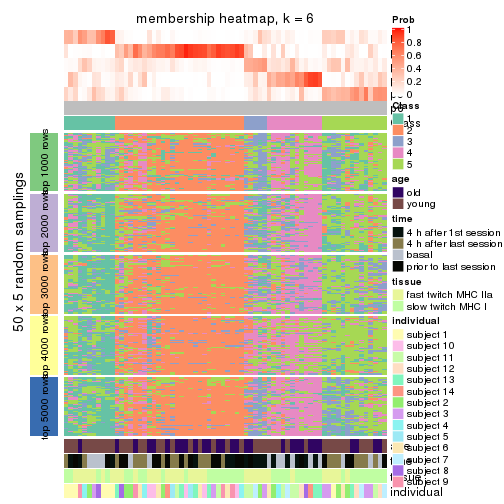 membership heatmap, k = 6
Prob
1
0.8
0.6
0.4
0.2
0
Class
1
2
3
4
5
age
old
young
time
4 h after 1st session
4 h after last session
basal
prior to last session
tissue
fast twitch MHC IIa
slow twitch MHC I
individual
subject 1
subject 10
subject 11
subject 12
subject 13
subject 14
subject 2
subject 3
subject 4
subject 5
subject 6
subject 7
subject 8
subject 9
50 x 5 random samplings
top 1000 rows
top 2000 rows
top 3000 rows
top 4000 rows
top 5000 rows
individual